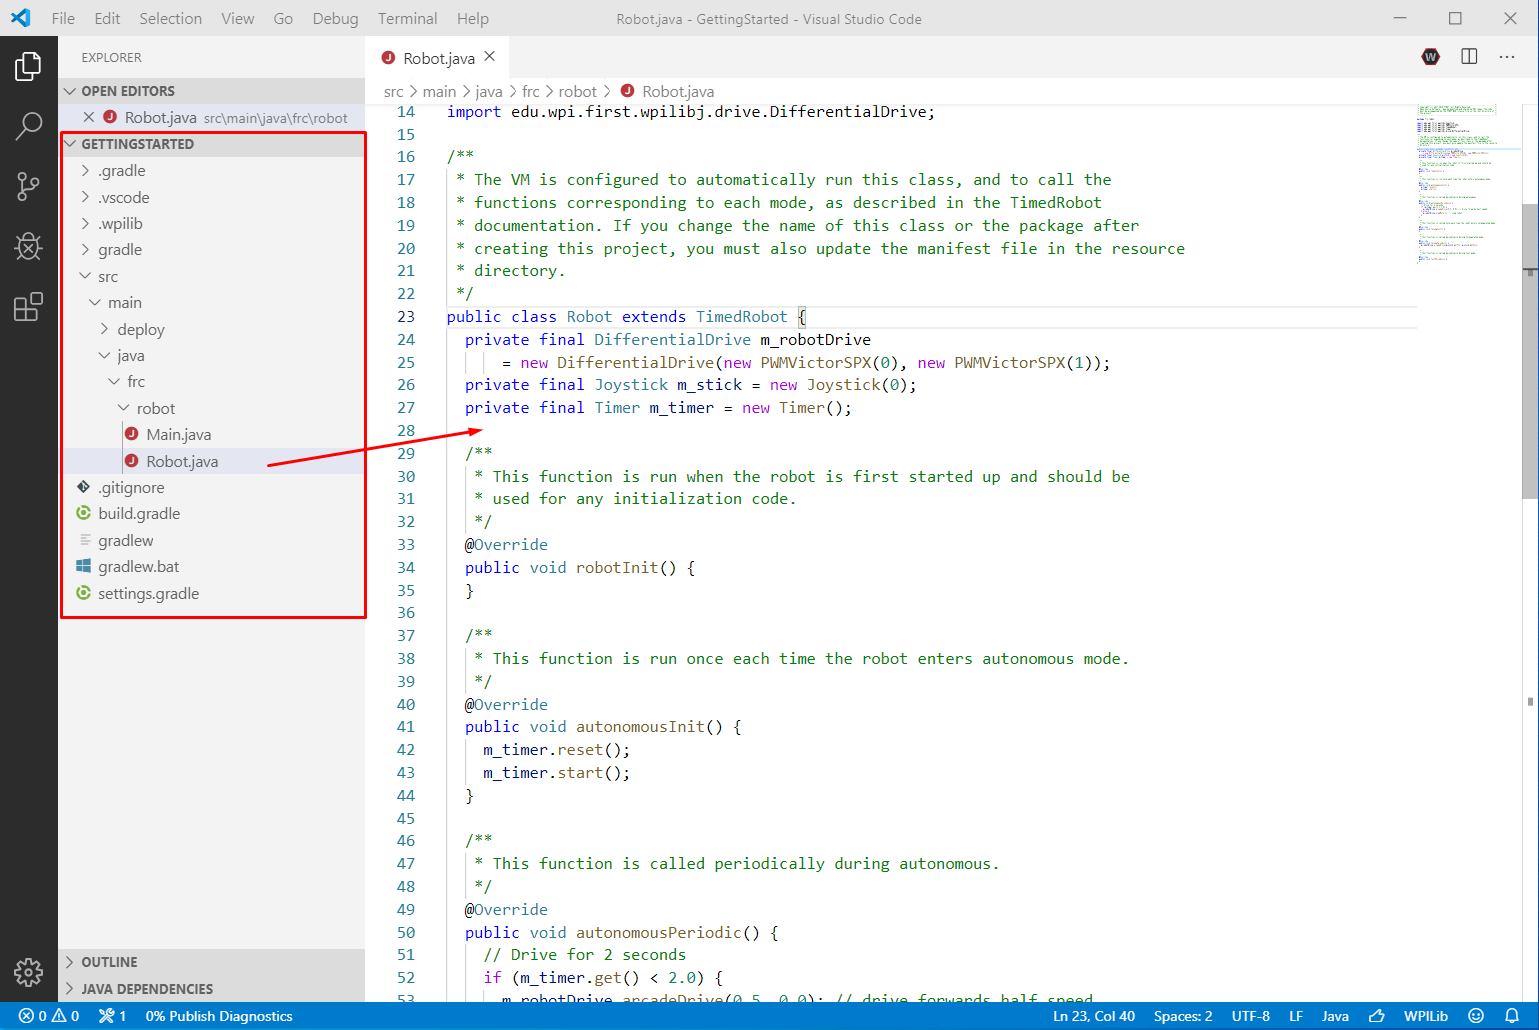 File Edit Selection View Go Debug Terminal Help
Robot.java - GettingStarted - Visual Studio Code
EXPLORER
OPEN EDITORS
Robot.java src\main\java\frc\robot
GETTINGSTARTED
.gradle
.vscode
.wpilib
gradle
src
main
deploy
java
frc
robot
Main.java
Robot.java
.gitignore
build.gradle
gradlew
gradlew.bat
settings.gradle
OUTLINE
JAVA DEPENDENCIES
Robot.java
src > main > java > frc > robot > Robot.java
14 import edu.wpi.first.wpilibj.drive.DifferentialDrive;
15
16 /**
17 * The VM is configured to automatically run this class, and to call the
18 * functions corresponding to each mode, as described in the TimedRobot
19 * documentation. If you change the name of this class or the package after
20 * creating this project, you must also update the manifest file in the resource
21 * directory.
22 */
23 public class Robot extends TimedRobot {
24 private final DifferentialDrive m_robotDrive
25 = new DifferentialDrive(new PWMVictorSPX(0), new PWMVictorSPX(1));
26 private final Joystick m_stick = new Joystick(0);
27 private final Timer m_timer = new Timer();
28
29 /**
30 * This function is run when the robot is first started up and should be
31 * used for any initialization code.
32 */
33 @Override
34 public void robotInit() {
35 }
36
37 /**
38 * This function is run once each time the robot enters autonomous mode.
39 */
40 @Override
41 public void autonomousInit() {
42 m_timer.reset();
43 m_timer.start();
44 }
45
46 /**
47 * This function is called periodically during autonomous.
48 */
49 @Override
50 public void autonomousPeriodic() {
51 // Drive for 2 seconds
52 if (m_timer.get() < 2.0) {
53 m_robotDrive.arcadeDrive(0.5, 0.0); // drive forwards half speed
0 0 1 0% Publish Diagnostics
Ln 23, Col 40 Spaces: 2 UTF-8 LF Java WPILib